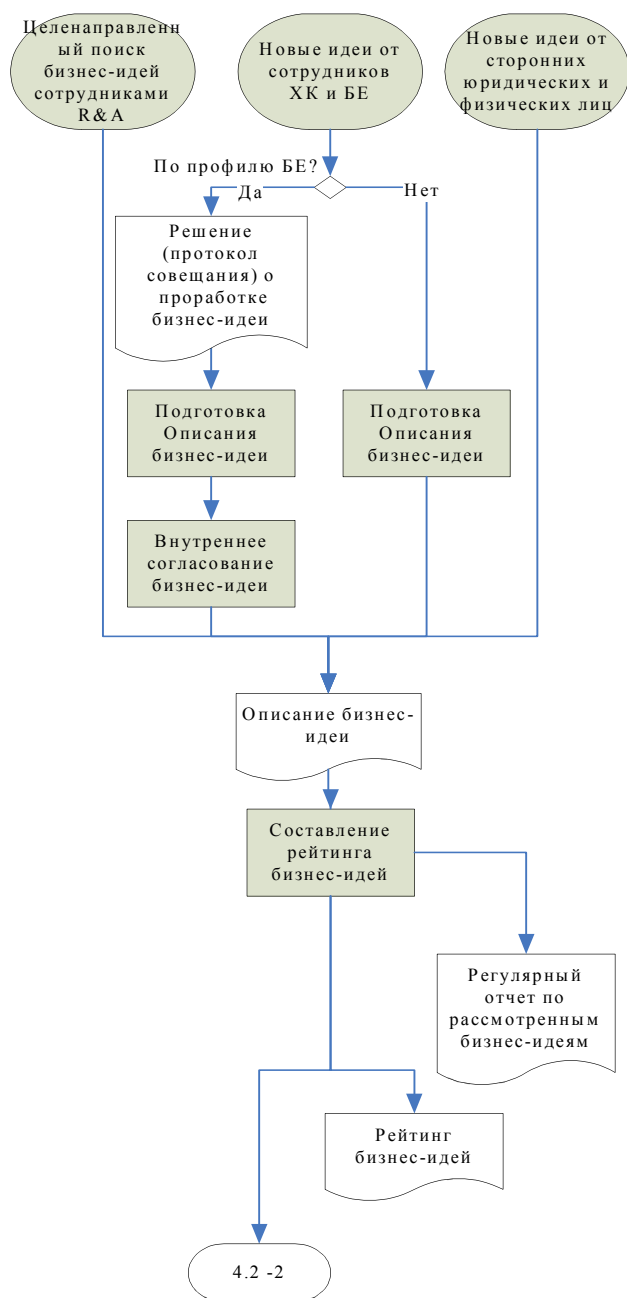 Целенаправленн
ый поиск
бизнес-идей
сотрудниками
R&A
Новые идеи от
сотрудников
ХК и БЕ
Новые идеи от
сторонних
юридических и
физических лиц
По профилю БЕ?
Да
Нет
Решение
(протокол
совещания) о
проработке
бизнес-идеи
Подготовка
Описания
бизнес-идеи
Подготовка
Описания
бизнес-идеи
Внутреннее
согласование
бизнес-идеи
Описание бизнес-
идеи
Составление
рейтинга
бизнес-идей
Регулярный
отчет по
рассмотренным
бизнес-идеям
Рейтинг
бизнес-идей
4.2 -2